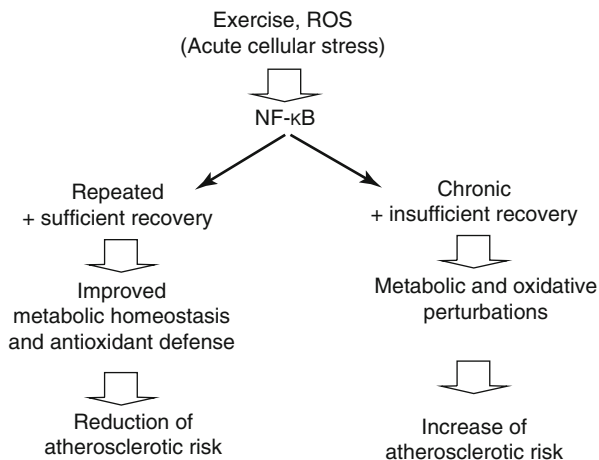 Exercise, ROS
(Acute cellular stress)
NF-κB
Repeated
+ sufficient recovery
Improved
metabolic homeostasis
and antioxidant defense
Reduction of
atherosclerotic risk
Chronic
+ insufficient recovery
Metabolic and oxidative
perturbations
Increase of
atherosclerotic risk